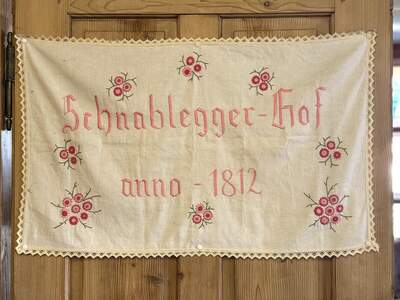 Schnablegger-Hof
anno - 1812